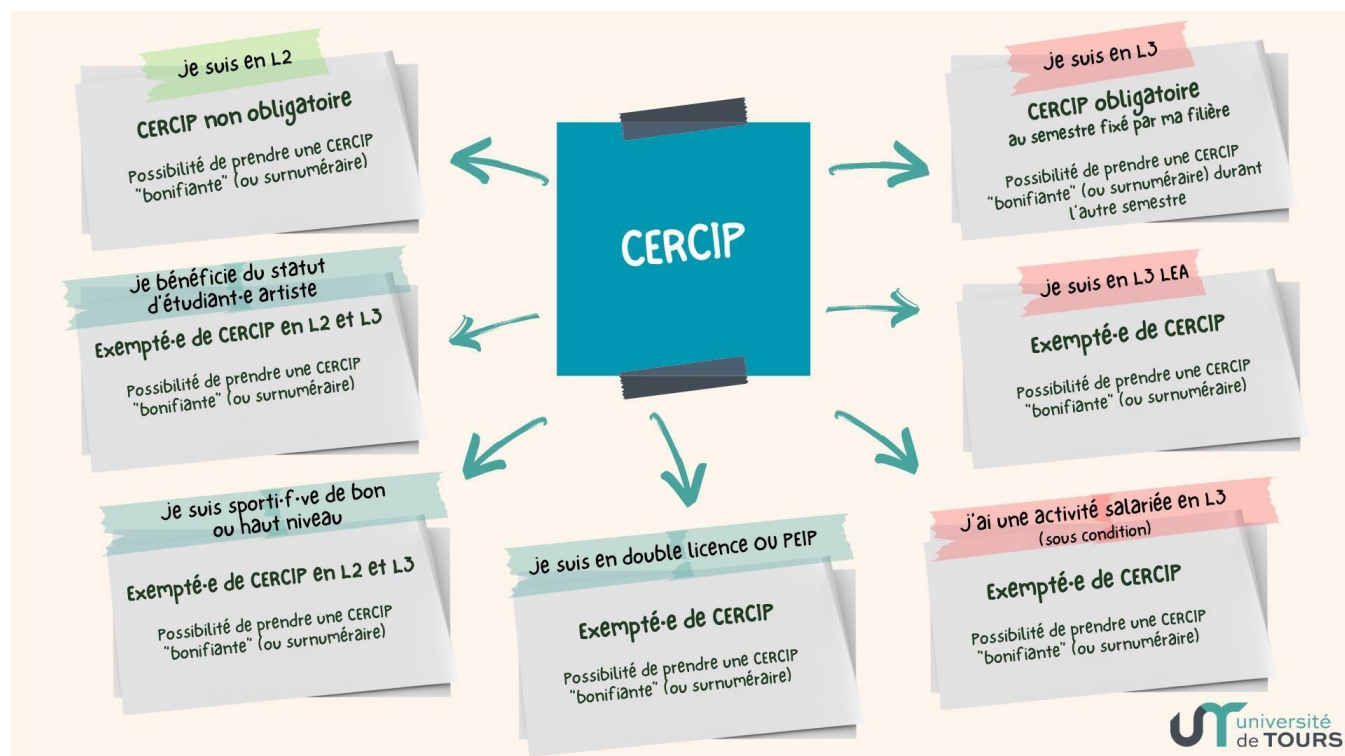 je suis en L2
CERCIP non obligatoire
Possibilité de prendre une CERCIP
"bonifiante" (ou surnuméraire)
je bénéficie du statut
d'étudiant·e artiste
Exempté·e de CERCIP en L2 et L3
Possibilité de prendre une CERCIP
"bonifiante" (ou surnuméraire)
je suis sporti·f·ve de bon
ou haut niveau
Exempté·e de CERCIP en L2 et L3
Possibilité de prendre une CERCIP
"bonifiante" (ou surnuméraire)
CERCIP
je suis en double licence OU PEIP
Exempté·e de CERCIP
Possibilité de prendre une CERCIP
"bonifiante" (ou surnuméraire)
je suis en L3
CERCIP obligatoire
au semestre fixé par ma filière
Possibilité de prendre une CERCIP
"bonifiante" (ou surnuméraire) durant
l'autre semestre
je suis en L3 LEA
Exempté·e de CERCIP
Possibilité de prendre une CERCIP
"bonifiante" (ou surnuméraire)
j'ai une activité salariée en L3
(sous condition)
Exempté·e de CERCIP
Possibilité de prendre une CERCIP
"bonifiante" (ou surnuméraire)
UT université
de TOURS